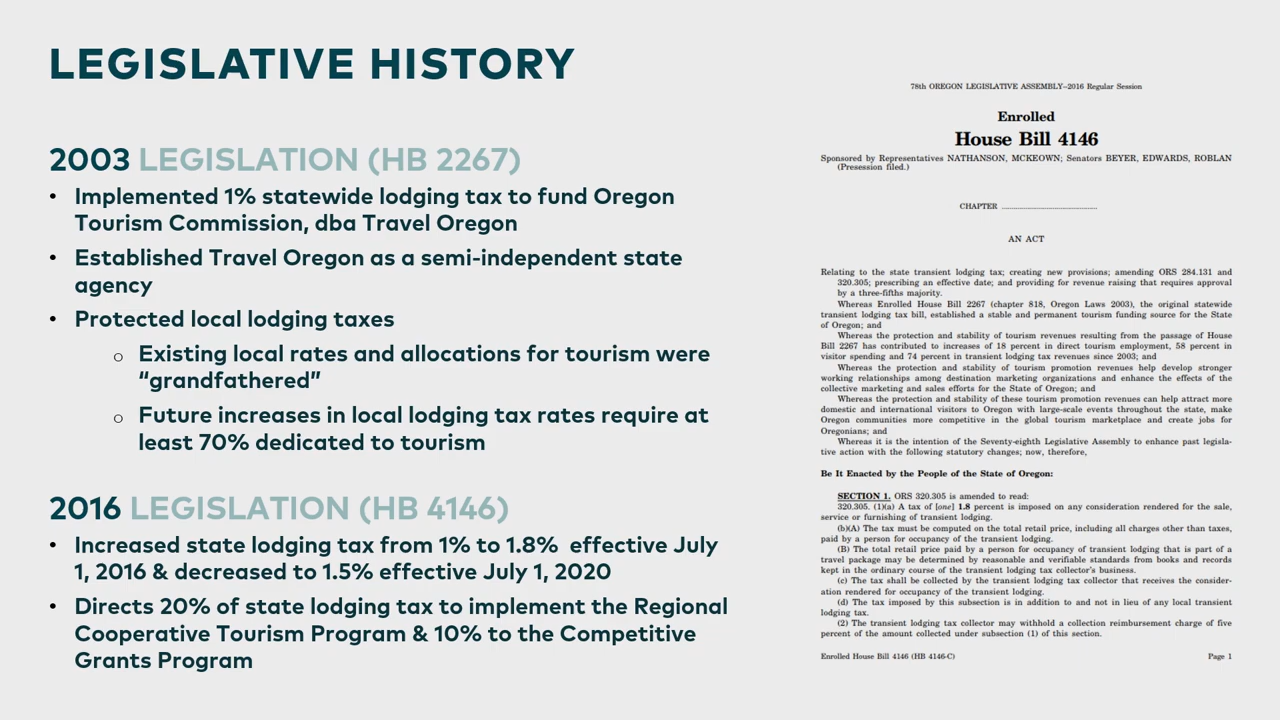 LEGISLATIVE HISTORY
2003 LEGISLATION (HB 2267)
• Implemented 1% statewide lodging tax to fund Oregon
Tourism Commission, dba Travel Oregon
• Established Travel Oregon as a semi-independent state
agency
• Protected local lodging taxes
o Existing local rates and allocations for tourism were
“grandfathered”
o Future increases in local lodging tax rates require at
least 70% dedicated to tourism
2016 LEGISLATION (HB 4146)
• Increased state lodging tax from 1% to 1.8%  effective July
1, 2016 & decreased to 1.5% effective July 1, 2020
• Directs 20% of state lodging tax to implement the Regional
Cooperative Tourism Program & 10% to the Competitive
Grants Program
78th OREGON LEGISLATIVE ASSEMBLY--2016 Regular Session
Enrolled
House Bill 4146
Sponsored by Representatives NATHANSON, MCKEOWN; Senators BEYER, EDWARDS, ROBLAN
(Presession filed.)
CHAPTER ................................................
AN ACT
Relating to the state transient lodging tax; creating new provisions; amending ORS 284.131 and
320.305; prescribing an effective date; and providing for revenue raising that requires approval
by a three-fifths majority.
Whereas Enrolled House Bill 2267 (chapter 818, Oregon Laws 2003), the original statewide
transient lodging tax bill, established a stable and permanent tourism funding source for the State
of Oregon; and
Whereas the protection and stability of tourism revenues resulting from the passage of House
Bill 2267 has contributed to increases of 18 percent in direct tourism employment, 58 percent in
visitor spending and 74 percent in transient lodging tax revenues since 2003; and
Whereas the protection and stability of tourism promotion revenues help develop stronger
working relationships among destination marketing organizations and enhance the effects of the
collective marketing and sales efforts for the State of Oregon; and
Whereas the protection and stability of these tourism promotion revenues can help attract more
domestic and international visitors to Oregon with large-scale events throughout the state, make
Oregon communities more competitive in the global tourism marketplace and create jobs for
Oregonians; and
Whereas it is the intention of the Seventy-eighth Legislative Assembly to enhance past legisla-
tive action with the following statutory changes; now, therefore,
Be It Enacted by the People of the State of Oregon:
SECTION 1. ORS 320.305 is amended to read:
320.305. (1)(a) A tax of [one] 1.8 percent is imposed on any consideration rendered for the sale,
service or furnishing of transient lodging.
(b)(A) The tax must be computed on the total retail price, including all charges other than taxes,
paid by a person for occupancy of the transient lodging.
(B) The total retail price paid by a person for occupancy of transient lodging that is part of a
travel package may be determined by reasonable and verifiable standards from books and records
kept in the ordinary course of the transient lodging tax collector's business.
(c) The tax shall be collected by the transient lodging tax collector that receives the consider-
ation rendered for occupancy of the transient lodging.
(d) The tax imposed by this subsection is in addition to and not in lieu of any local transient
lodging tax.
(2) The transient lodging tax collector may withhold a collection reimbursement charge of five
percent of the amount collected under subsection (1) of this section.
Enrolled House Bill 4146 (HB 4146-C) Page 1